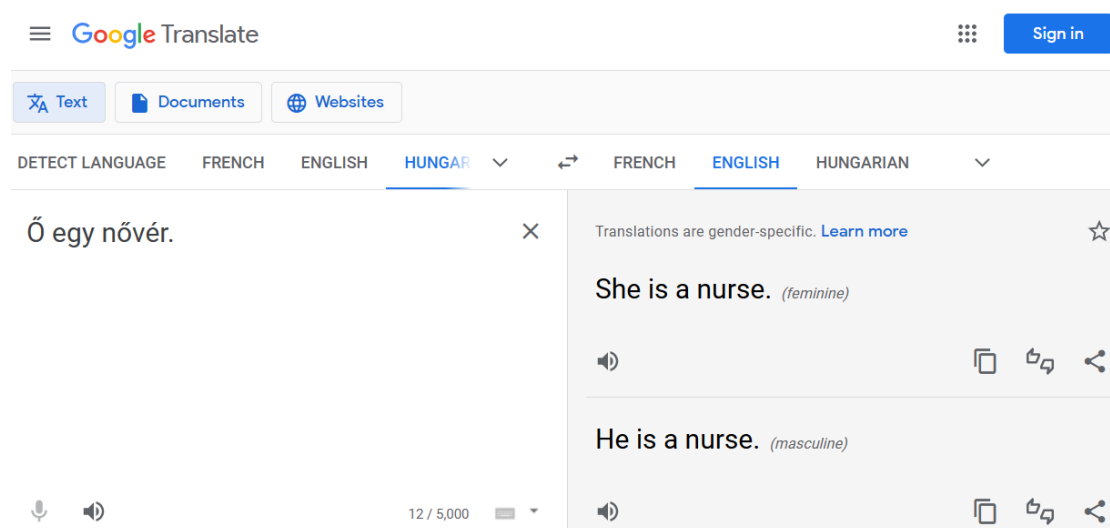 Google Translate
Sign in
Text
Documents
Websites
DETECT LANGUAGE
FRENCH
ENGLISH
HUNGAR
FRENCH
ENGLISH
HUNGARIAN
Ő egy nővér.
Translations are gender-specific. Learn more
She is a nurse. (feminine)
He is a nurse. (masculine)
12 / 5,000